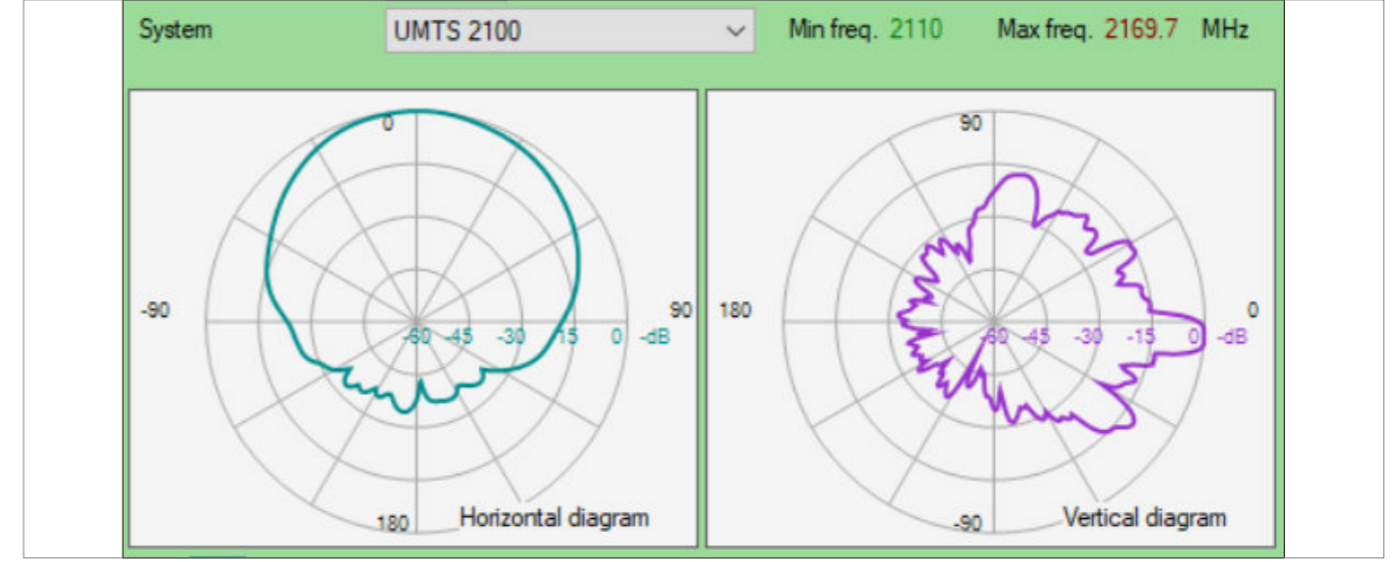 System UMTS 2100 Min freq. 2110 Max freq. 2169.7 MHz
0
-90 90
-60 -45 -30 15 0 -dB
180 Horizontal diagram
90
180 0
-60 -45 -30 -15 0 -dB
-90 Vertical diagram